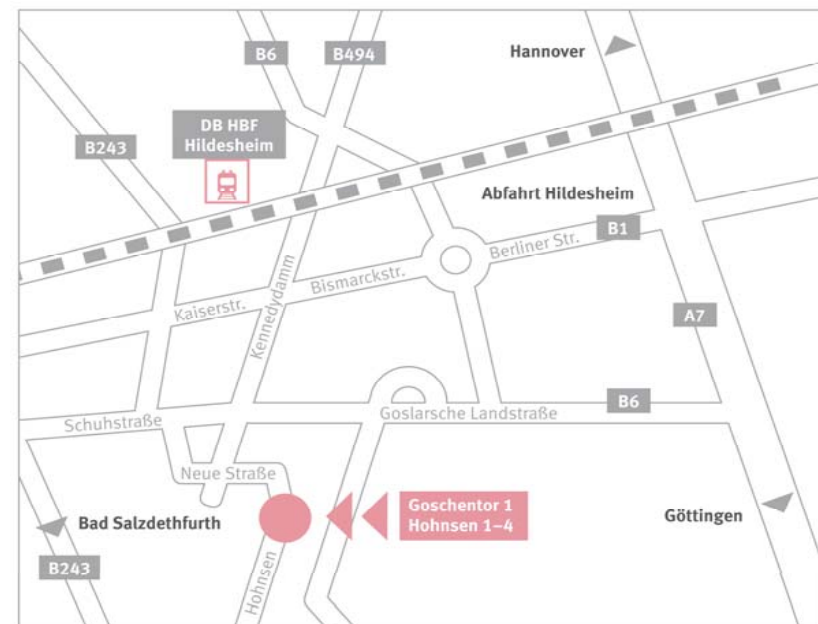 B6
B494
Hannover
DB HBF
Hildesheim
B243
Abfahrt Hildesheim
B1
Berliner Str.
Bismarckstr.
Kaiserstr.
Kennedydamm
A7
B6
Schuhstraße
Goslarsche Landstraße
Neue Straße
Goschentor 1
Hohnsen 1–4
Göttingen
Bad Salzdethfurth
B243
Hohnsen